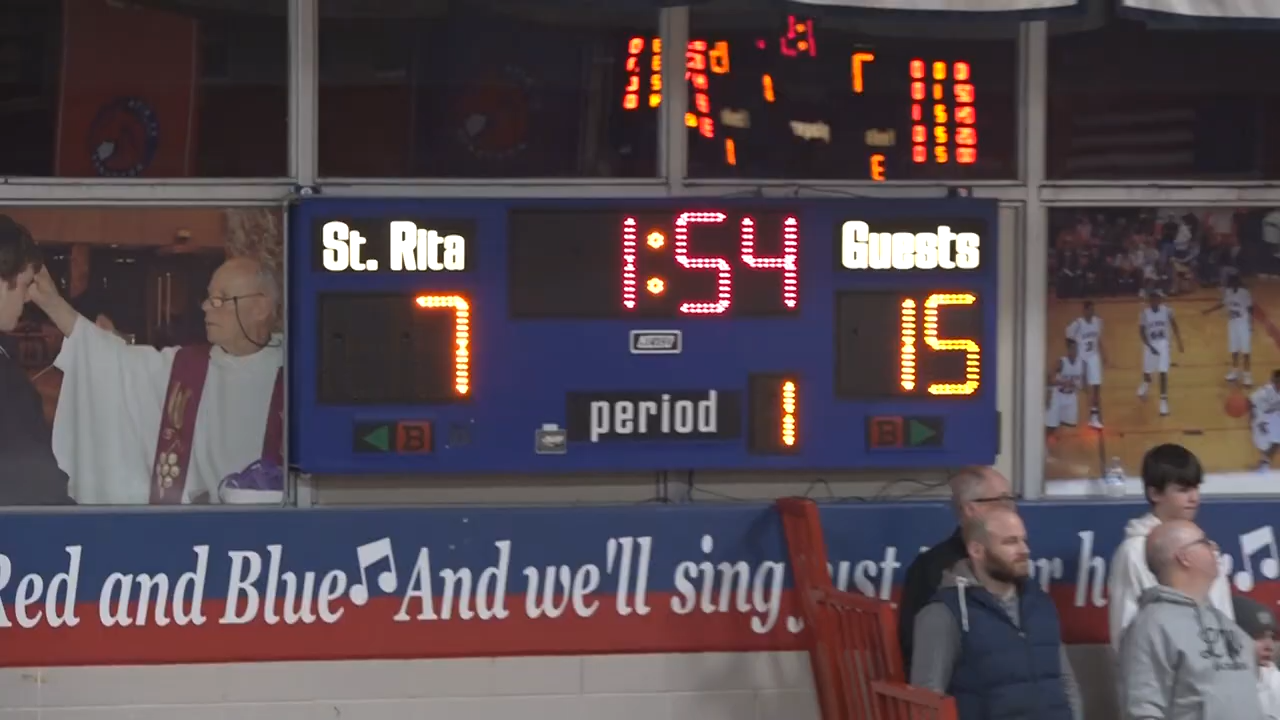 St. Rita
1:54
Guests
7
15
period 1
B
B
Red and Blue♫And we'll sing